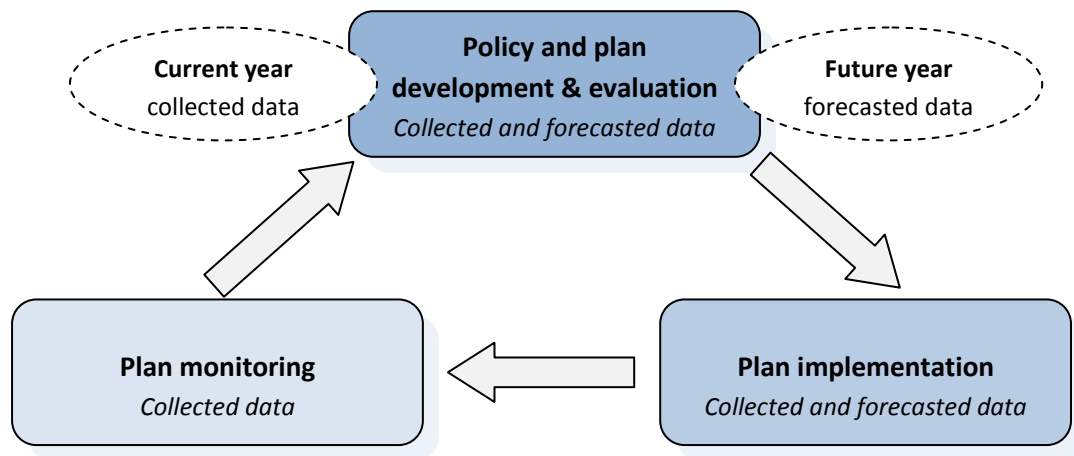 Current year
collected data
Policy and plan
development & evaluation
Collected and forecasted data
Future year
forecasted data
Plan monitoring
Collected data
Plan implementation
Collected and forecasted data